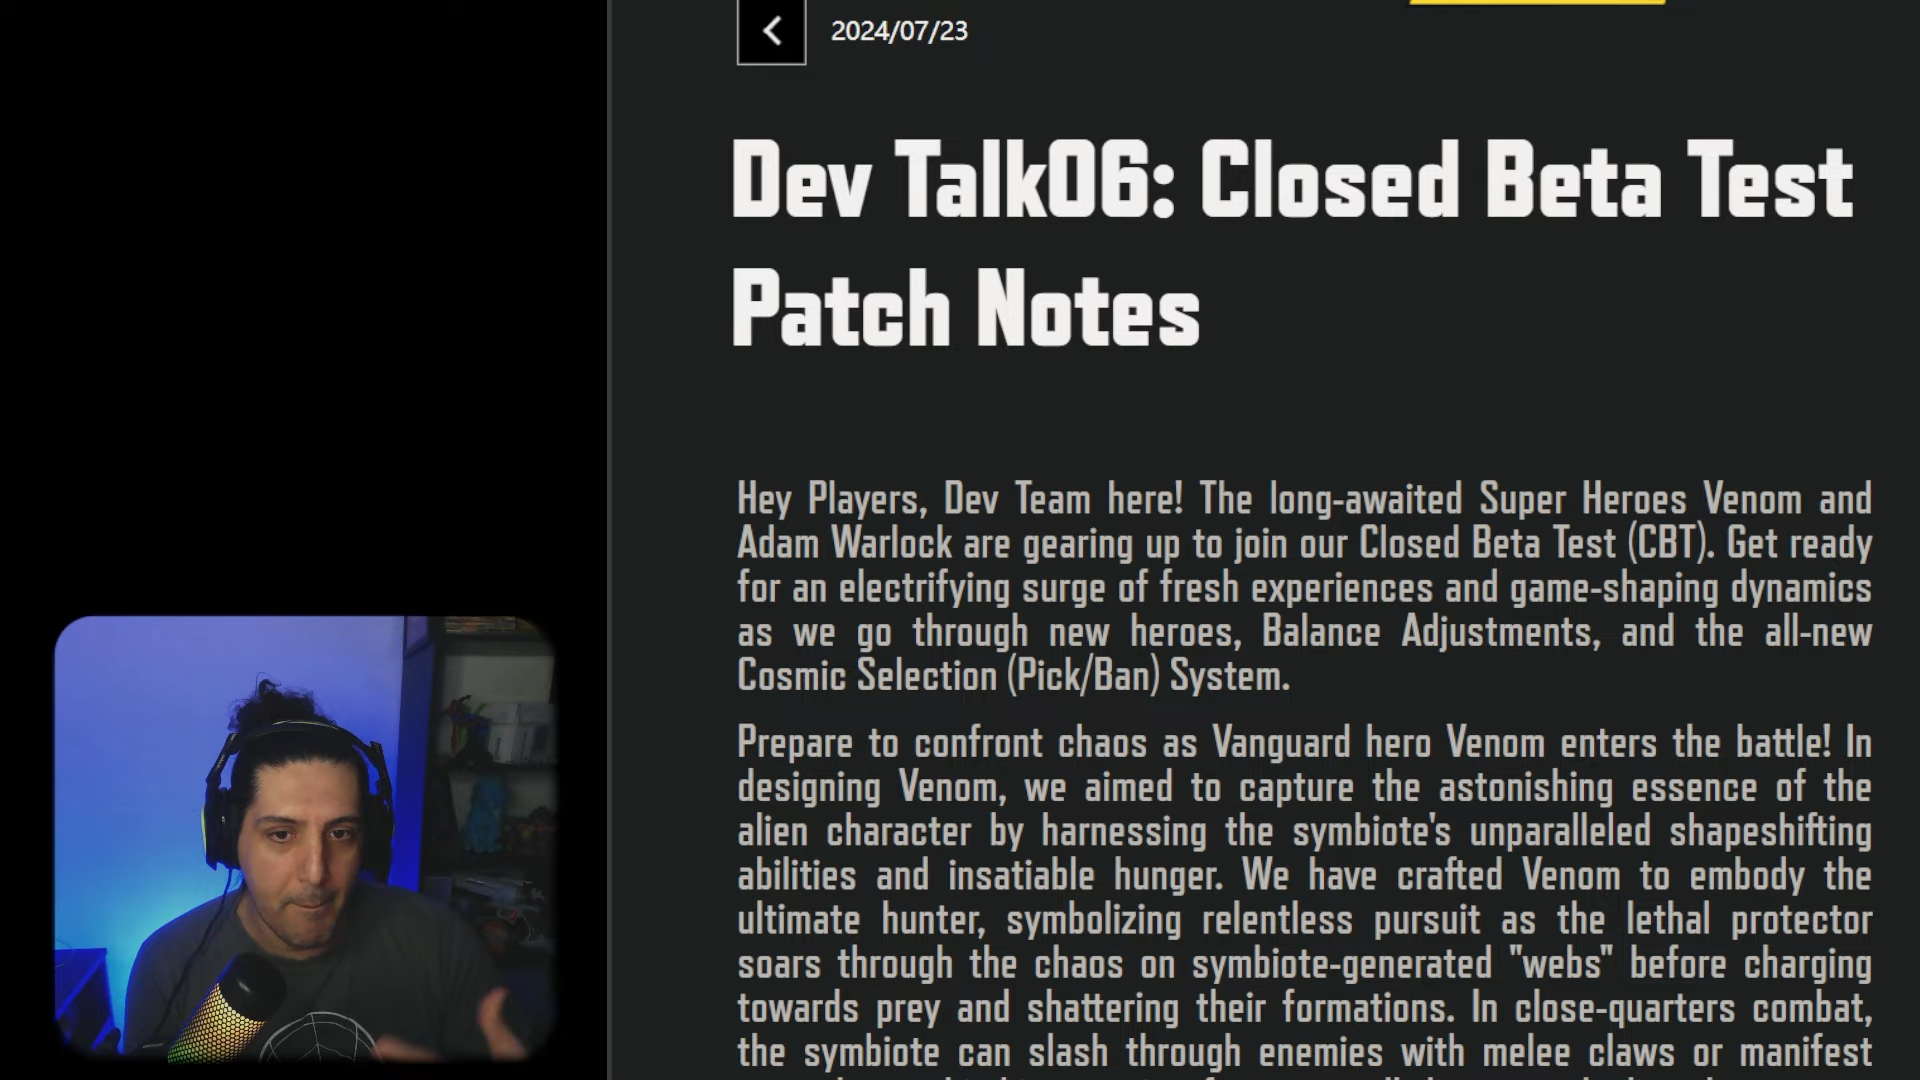 2024/07/23
Dev Talk06: Closed Beta Test
Patch Notes
Hey Players, Dev Team here! The long-awaited Super Heroes Venom and
Adam Warlock are gearing up to join our Closed Beta Test (CBT). Get ready
for an electrifying surge of fresh experiences and game-shaping dynamics
as we go through new heroes, Balance Adjustments, and the all-new
Cosmic Selection (Pick/Ban) System.
Prepare to confront chaos as Vanguard hero Venom enters the battle! In
designing Venom, we aimed to capture the astonishing essence of the
alien character by harnessing the symbiote's unparalleled shapeshifting
abilities and insatiable hunger. We have crafted Venom to embody the
ultimate hunter, symbolizing relentless pursuit as the lethal protector
soars through the chaos on symbiote-generated "webs" before charging
towards prey and shattering their formations. In close-quarters combat,
the symbiote can slash through enemies with melee claws or manifest